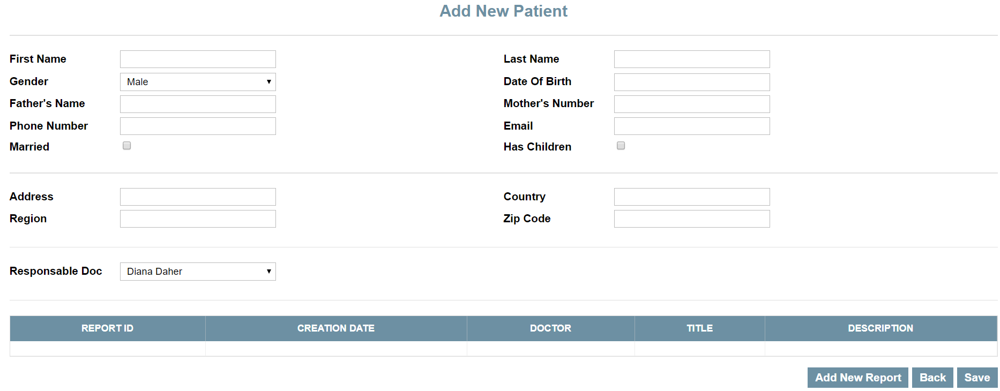 Add New Patient
First Name
Last Name
Gender
Male
Date Of Birth
Father's Name
Mother's Number
Phone Number
Email
Married
Has Children
Address
Country
Region
Zip Code
Responsable Doc
Diana Daher
REPORT ID
CREATION DATE
DOCTOR
TITLE
DESCRIPTION
Add New Report
Back
Save